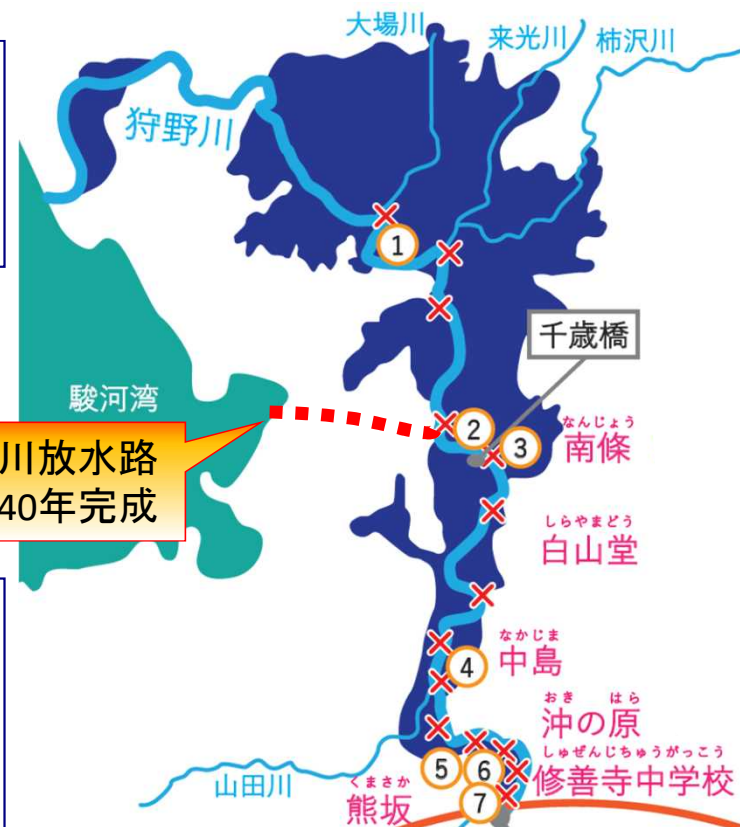 大場川
来光川
柿沢川
狩野川
1
千歳橋
駿河湾
2
3
なんじょう
南條
川放水路
40年完成
しらやまどう
白山堂
なかじま
中島
4
おき はら
沖の原
しゅぜんじちゅうがっこう
修善寺中学校
5
6
山田川
くまさか
熊坂
7